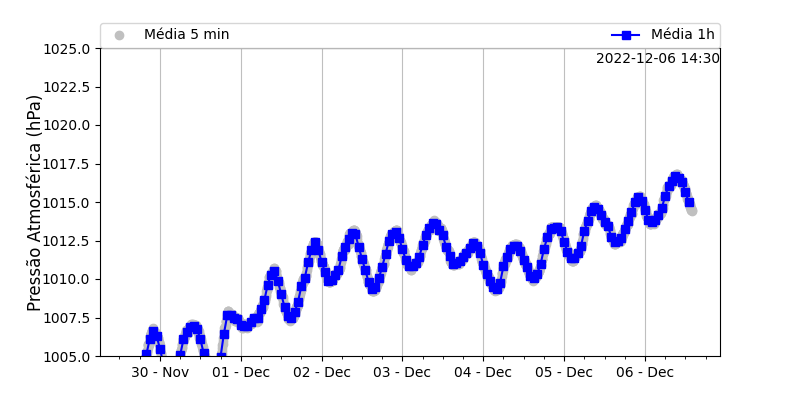 Média 5 min
Média 1h
2022-12-06 14:30
Pressão Atmosférica (hPa)
1025.0
1022.5
1020.0
1017.5
1015.0
1012.5
1010.0
1007.5
1005.0
30 - Nov
01 - Dec
02 - Dec
03 - Dec
04 - Dec
05 - Dec
06 - Dec